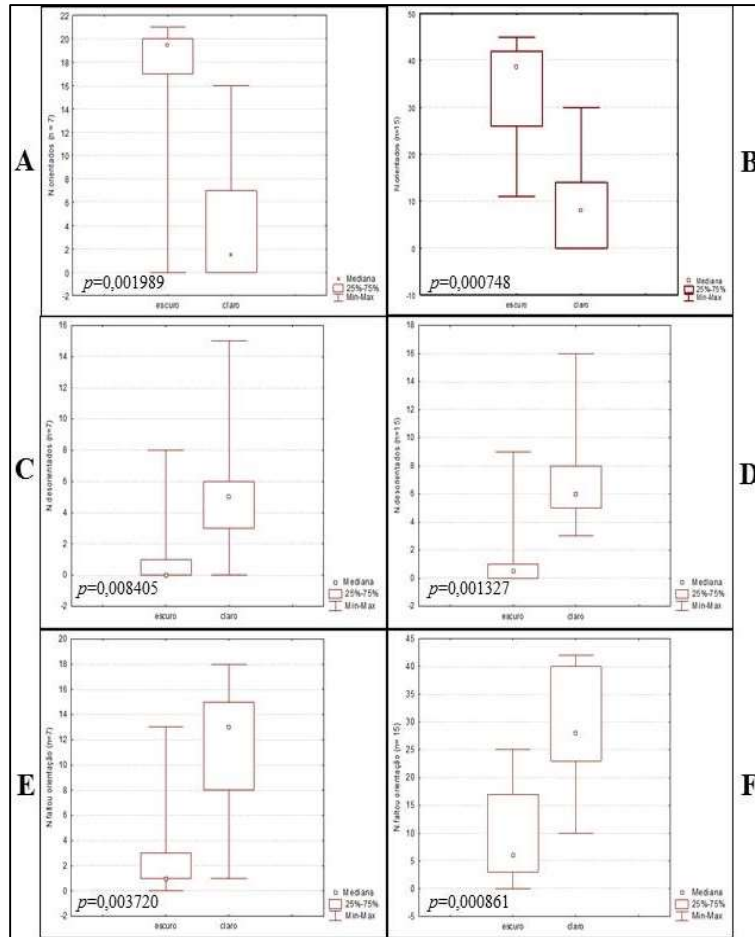 A
N orientados (n = 7)
22
20
18
16
14
12
10
8
6
4
2
0
-2
p=0,001989
escuro claro
Mediana
25%-75%
Min-Max
B
N orientados (n=15)
50
40
30
20
10
0
-10
p=0,000748
escuro claro
Mediana
25%-75%
Min-Max
C
N desorientados (n=7)
16
14
12
10
8
6
4
2
0
-2
p=0,008405
escuro claro
Mediana
25%-75%
Min-Max
D
N desorientados (n=15)
18
16
14
12
10
8
6
4
2
0
-2
p=0,001327
escuro claro
Mediana
25%-75%
Min-Max
E
N faltou orientação (n=7)
20
18
16
14
12
10
8
6
4
2
0
-2
p=0,003720
escuro claro
Mediana
25%-75%
Min-Max
F
N faltou orientação (n= 15)
45
40
35
30
25
20
15
10
5
0
-5
p=0,000861
escuro claro
Mediana
25%-75%
Min-Max